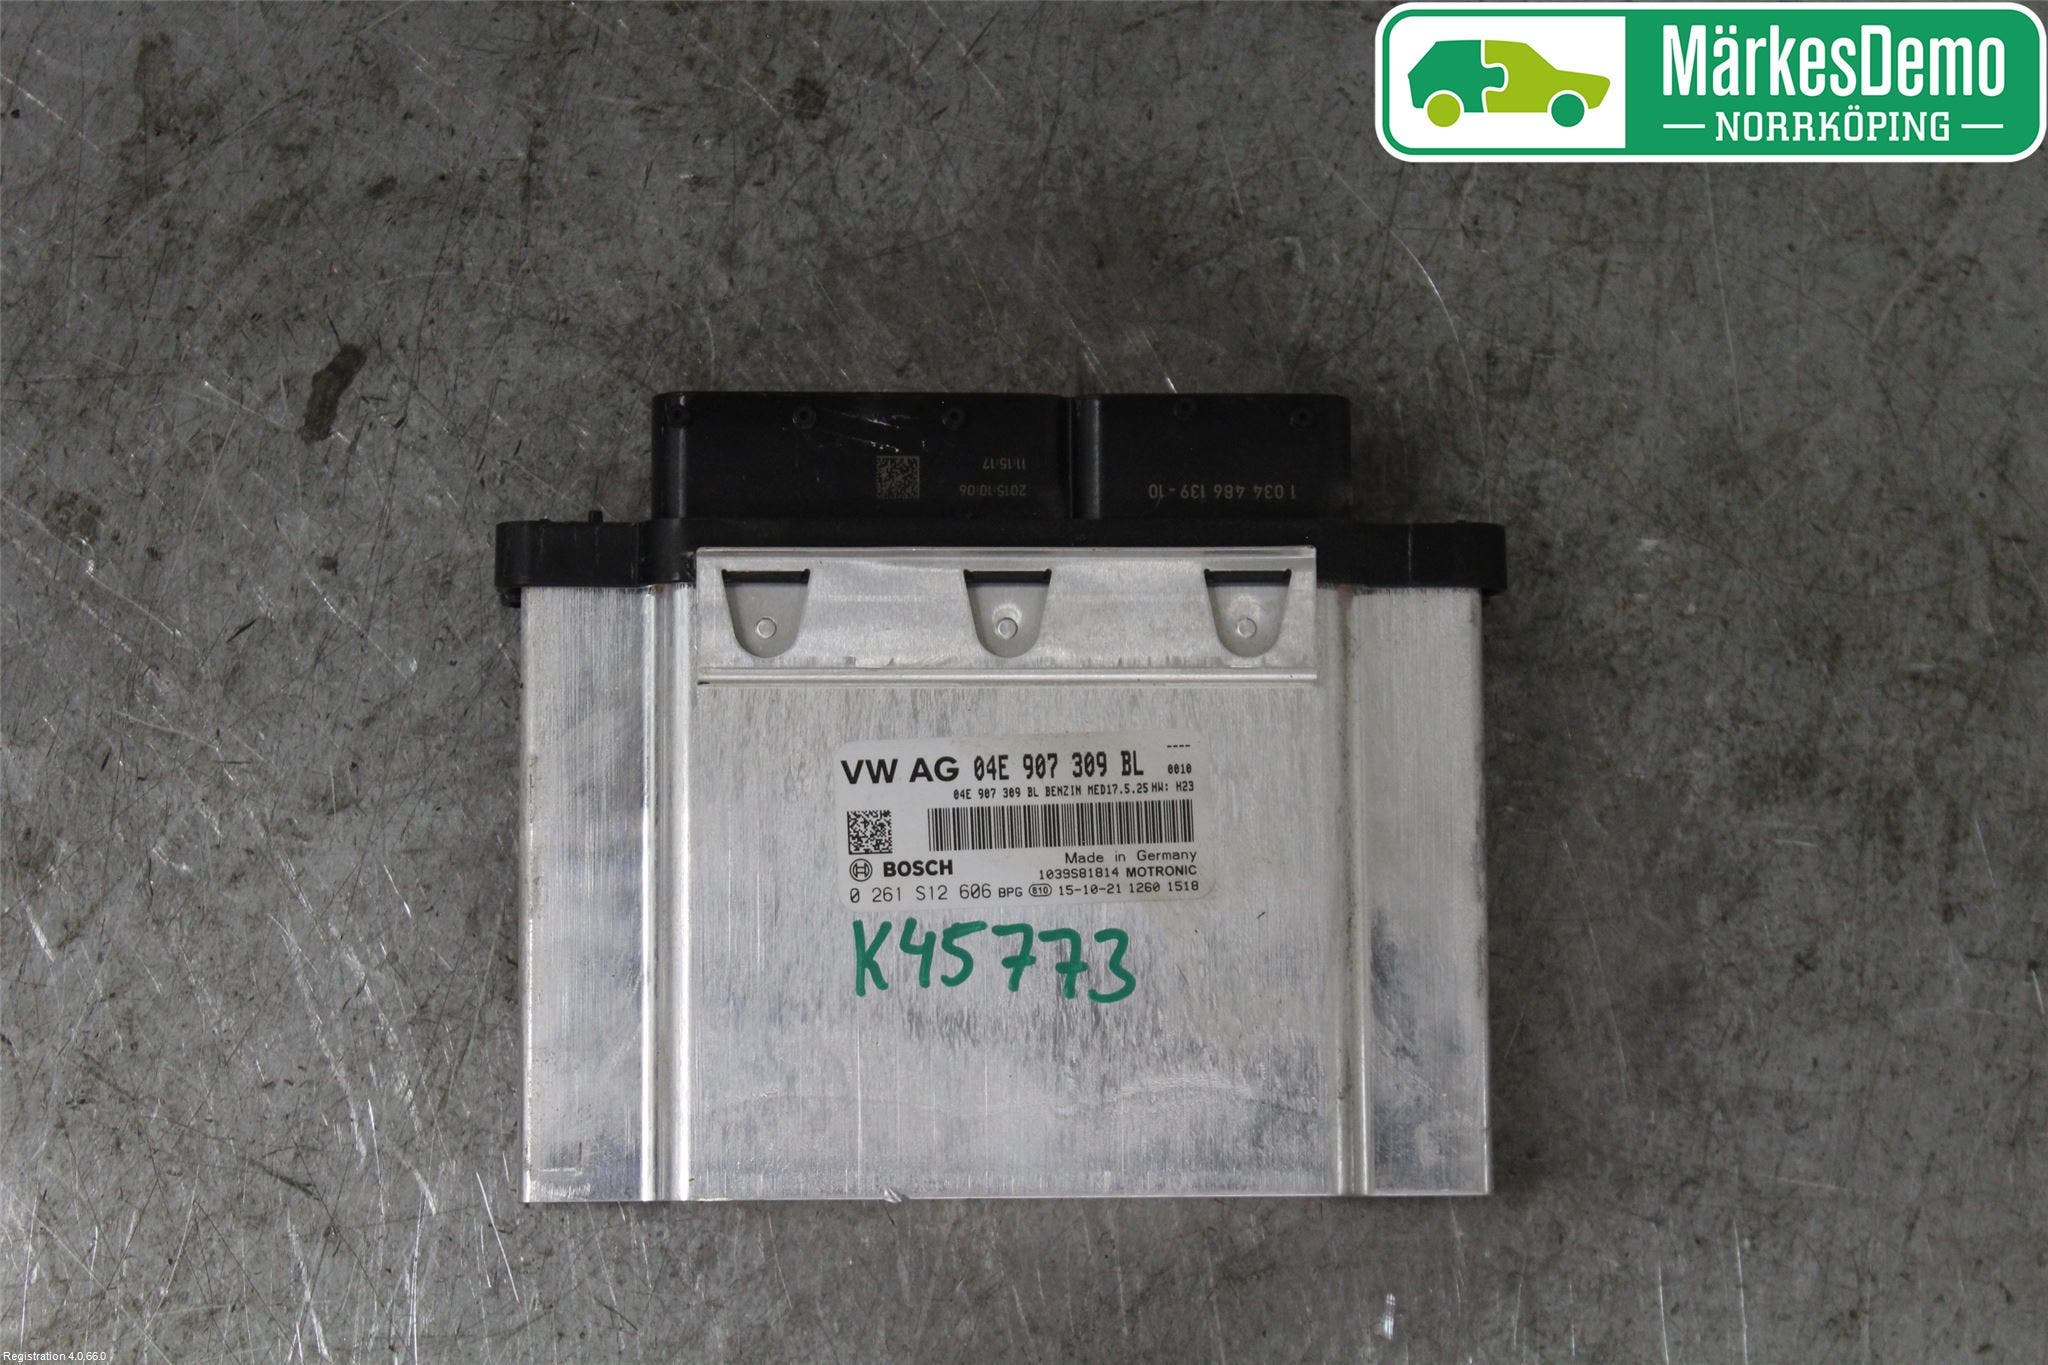 MärkesDemo
NORRKÖPING
11:15:17
2015:10:06
1 034 486 139-10
----
VW AG 04E 907 309 BL 0010
04E 907 309 BL BENZIN MED17.5.25 HW: H23
BOSCH
Made in Germany
1039S81814 MOTRONIC
0 261 S12 606 BPG 810 15-10-21 1260 1518
K45773
Registration 4.0.66.0